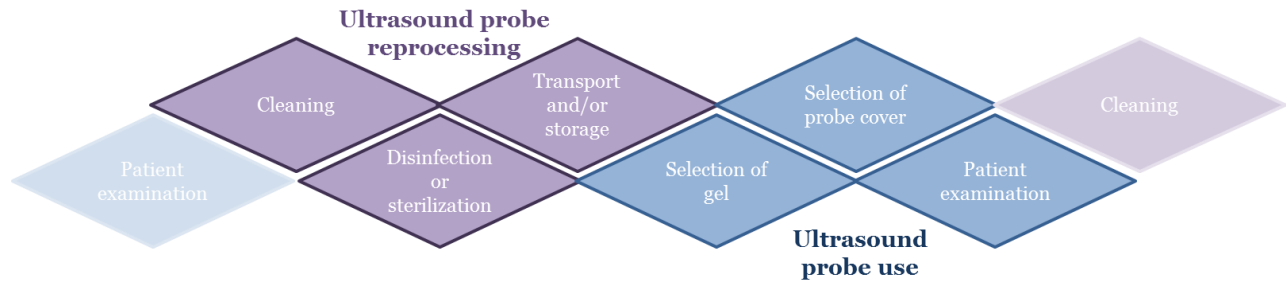 Ultrasound probe
reprocessing
Patient
examination
Cleaning
Disinfection
or
sterilization
Transport
and/or
storage
Selection of
gel
Selection of
probe cover
Patient
examination
Cleaning
Ultrasound
probe use